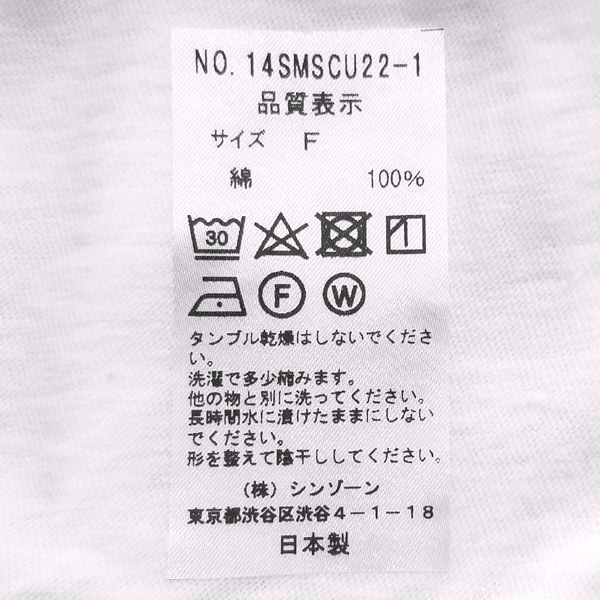 NO. 14SMSCU22-1
品質表示
サイズ F
綿 100%
30
F W
タンブル乾燥はしないでくださ
い。
洗濯で多少縮みます。
他の物と別に洗ってください。
長時間水に漬けたままにしない
でください。
形を整えて陰干ししてください。
(株) シンゾーン
東京都渋谷区渋谷4-1-18
日本製